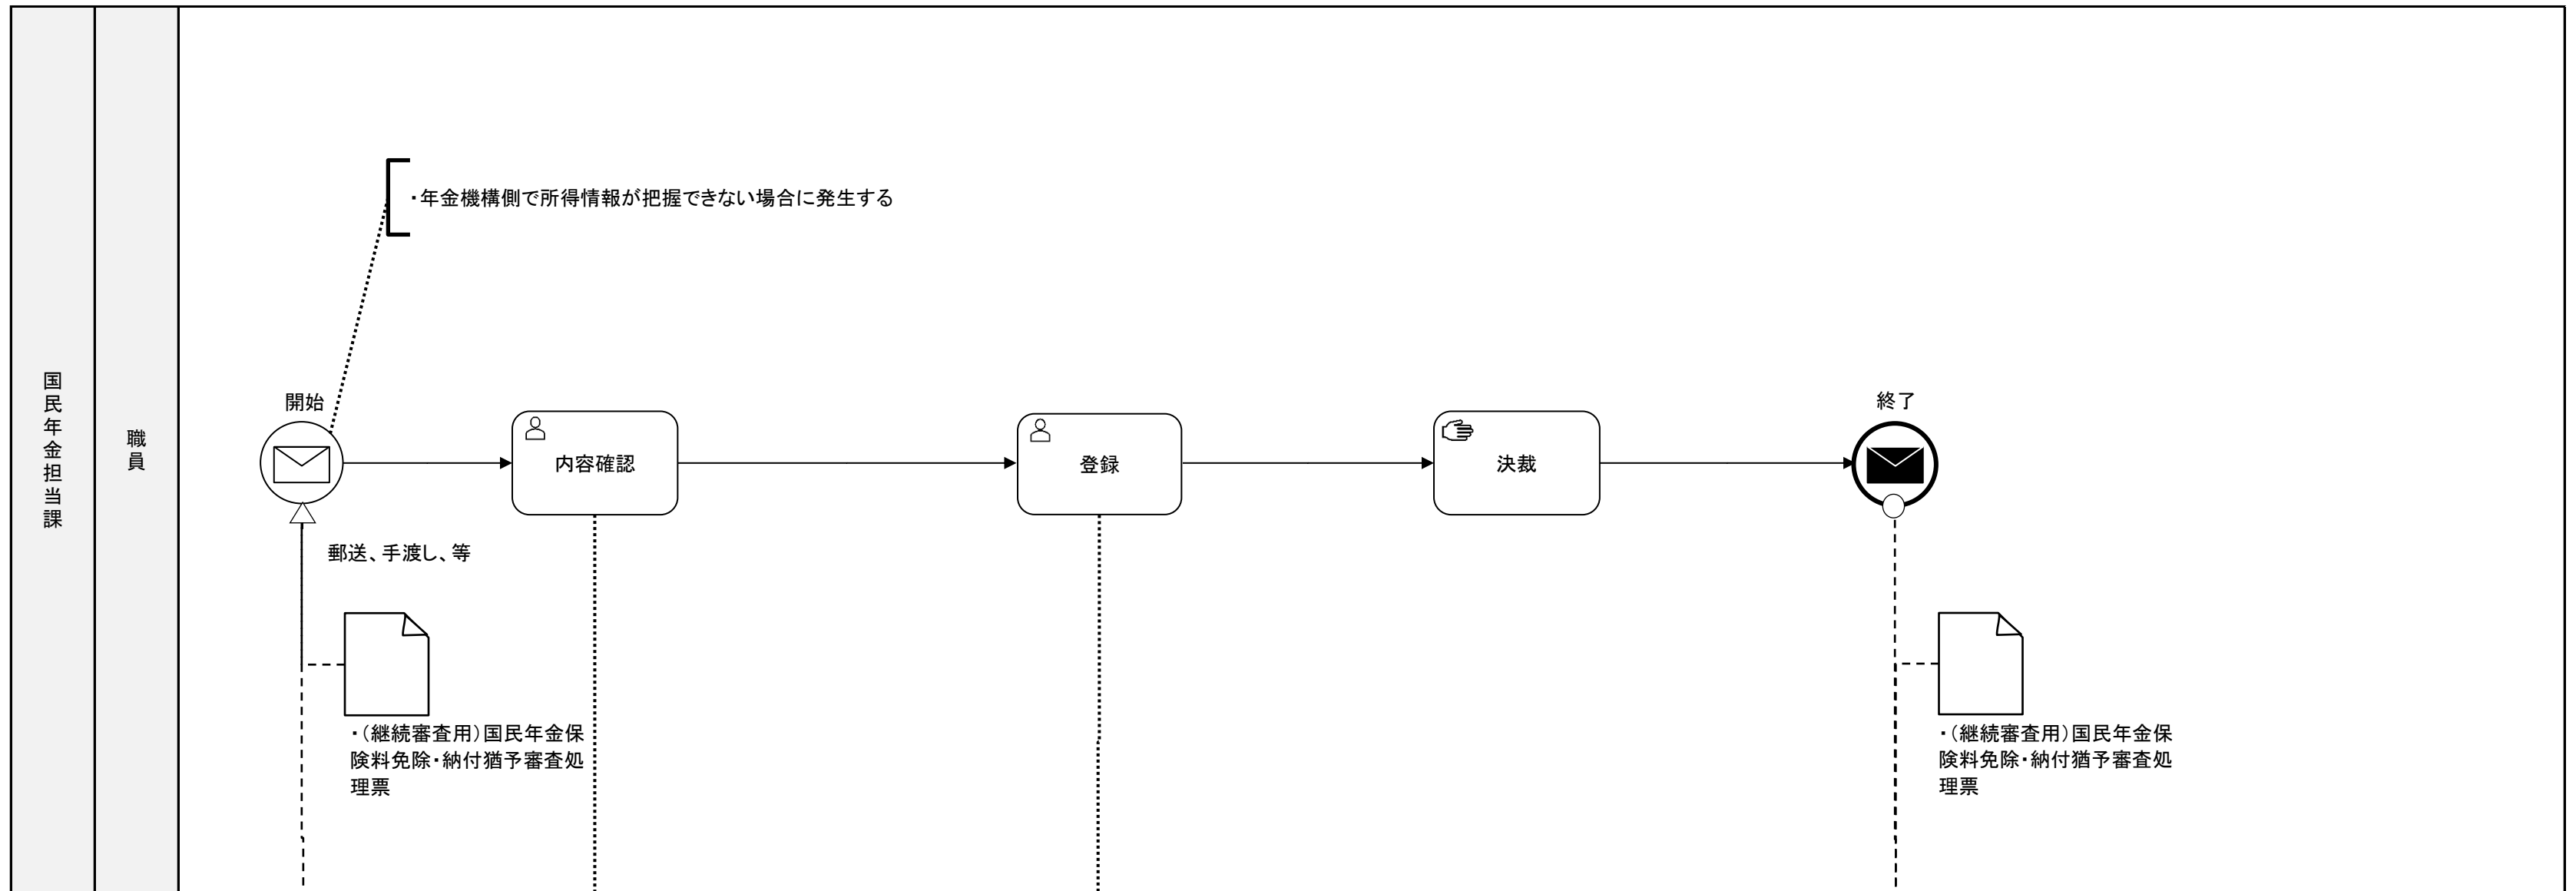 国民年金担当課
職員
・年金機構側で所得情報が把握できない場合に発生する
開始
内容確認
登録
決裁
終了
郵送、手渡し、等
・（継続審査用）国民年金保
険料免除・納付猶予審査処
理票
・（継続審査用）国民年金保
険料免除・納付猶予審査処
理票